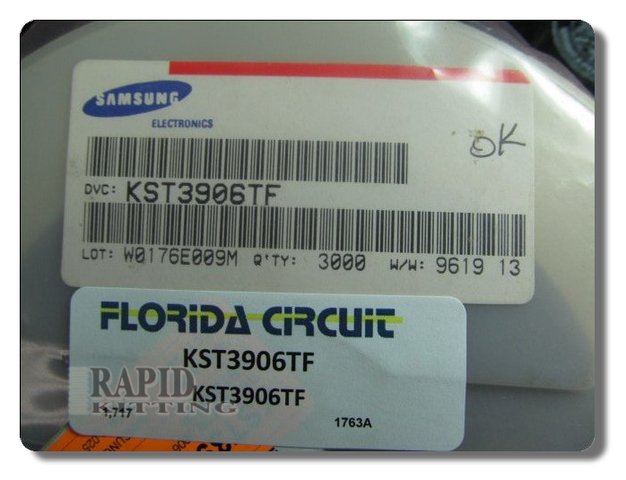 SAMSUNG
ELECTRONICS
OK
DVC: KST3906TF
LOT: W0176E009M Q'TY: 3000 W/W: 9619 13
FLORIDA CIRCUIT
KST3906TF
RAPID
KST3906TF
KITTING
1,717
1763A